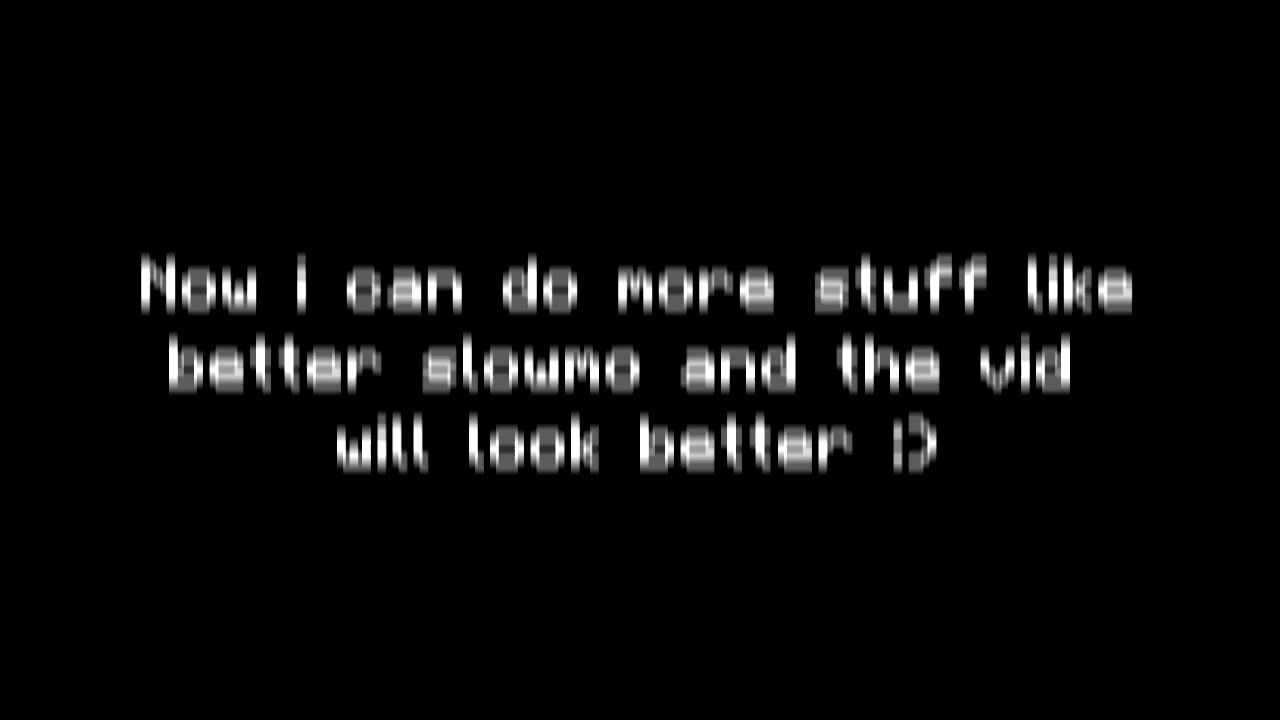 Now i can do more stuff like
better slowmo and the vid
will look better :)